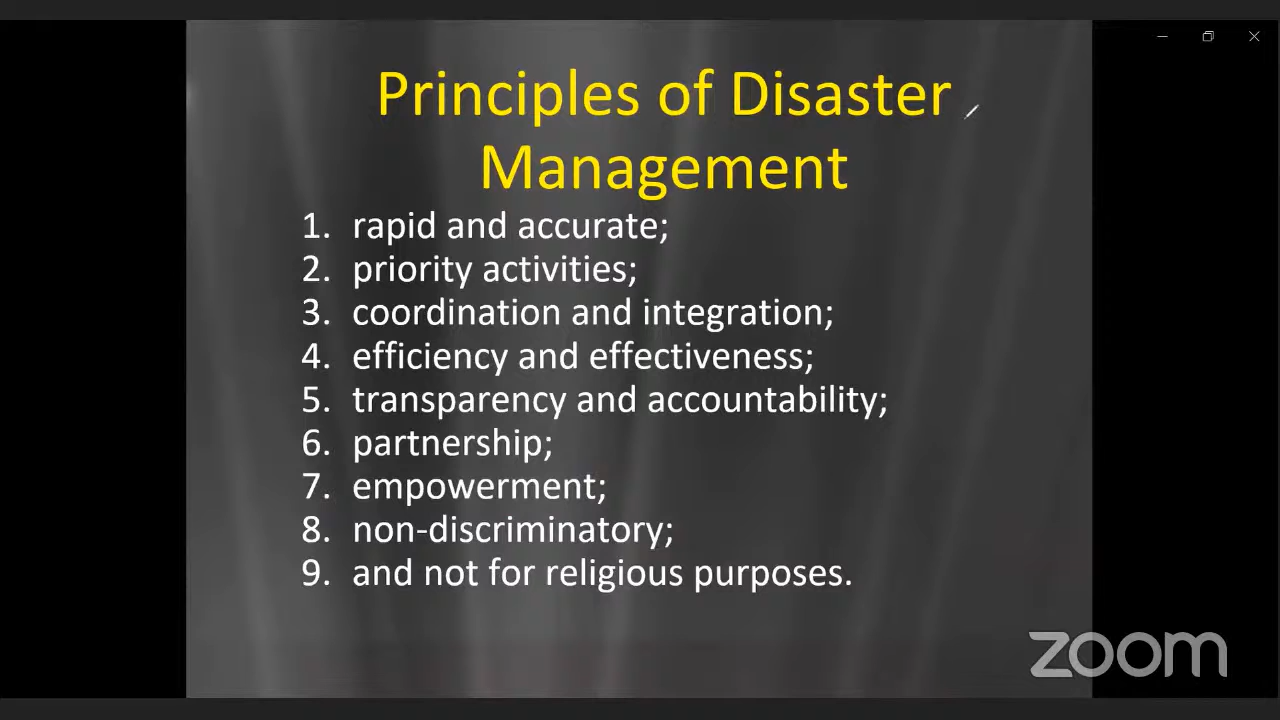 Principles of Disaster
Management
1. rapid and accurate;
2. priority activities;
3. coordination and integration;
4. efficiency and effectiveness;
5. transparency and accountability;
6. partnership;
7. empowerment;
8. non-discriminatory;
9. and not for religious purposes.
zoom